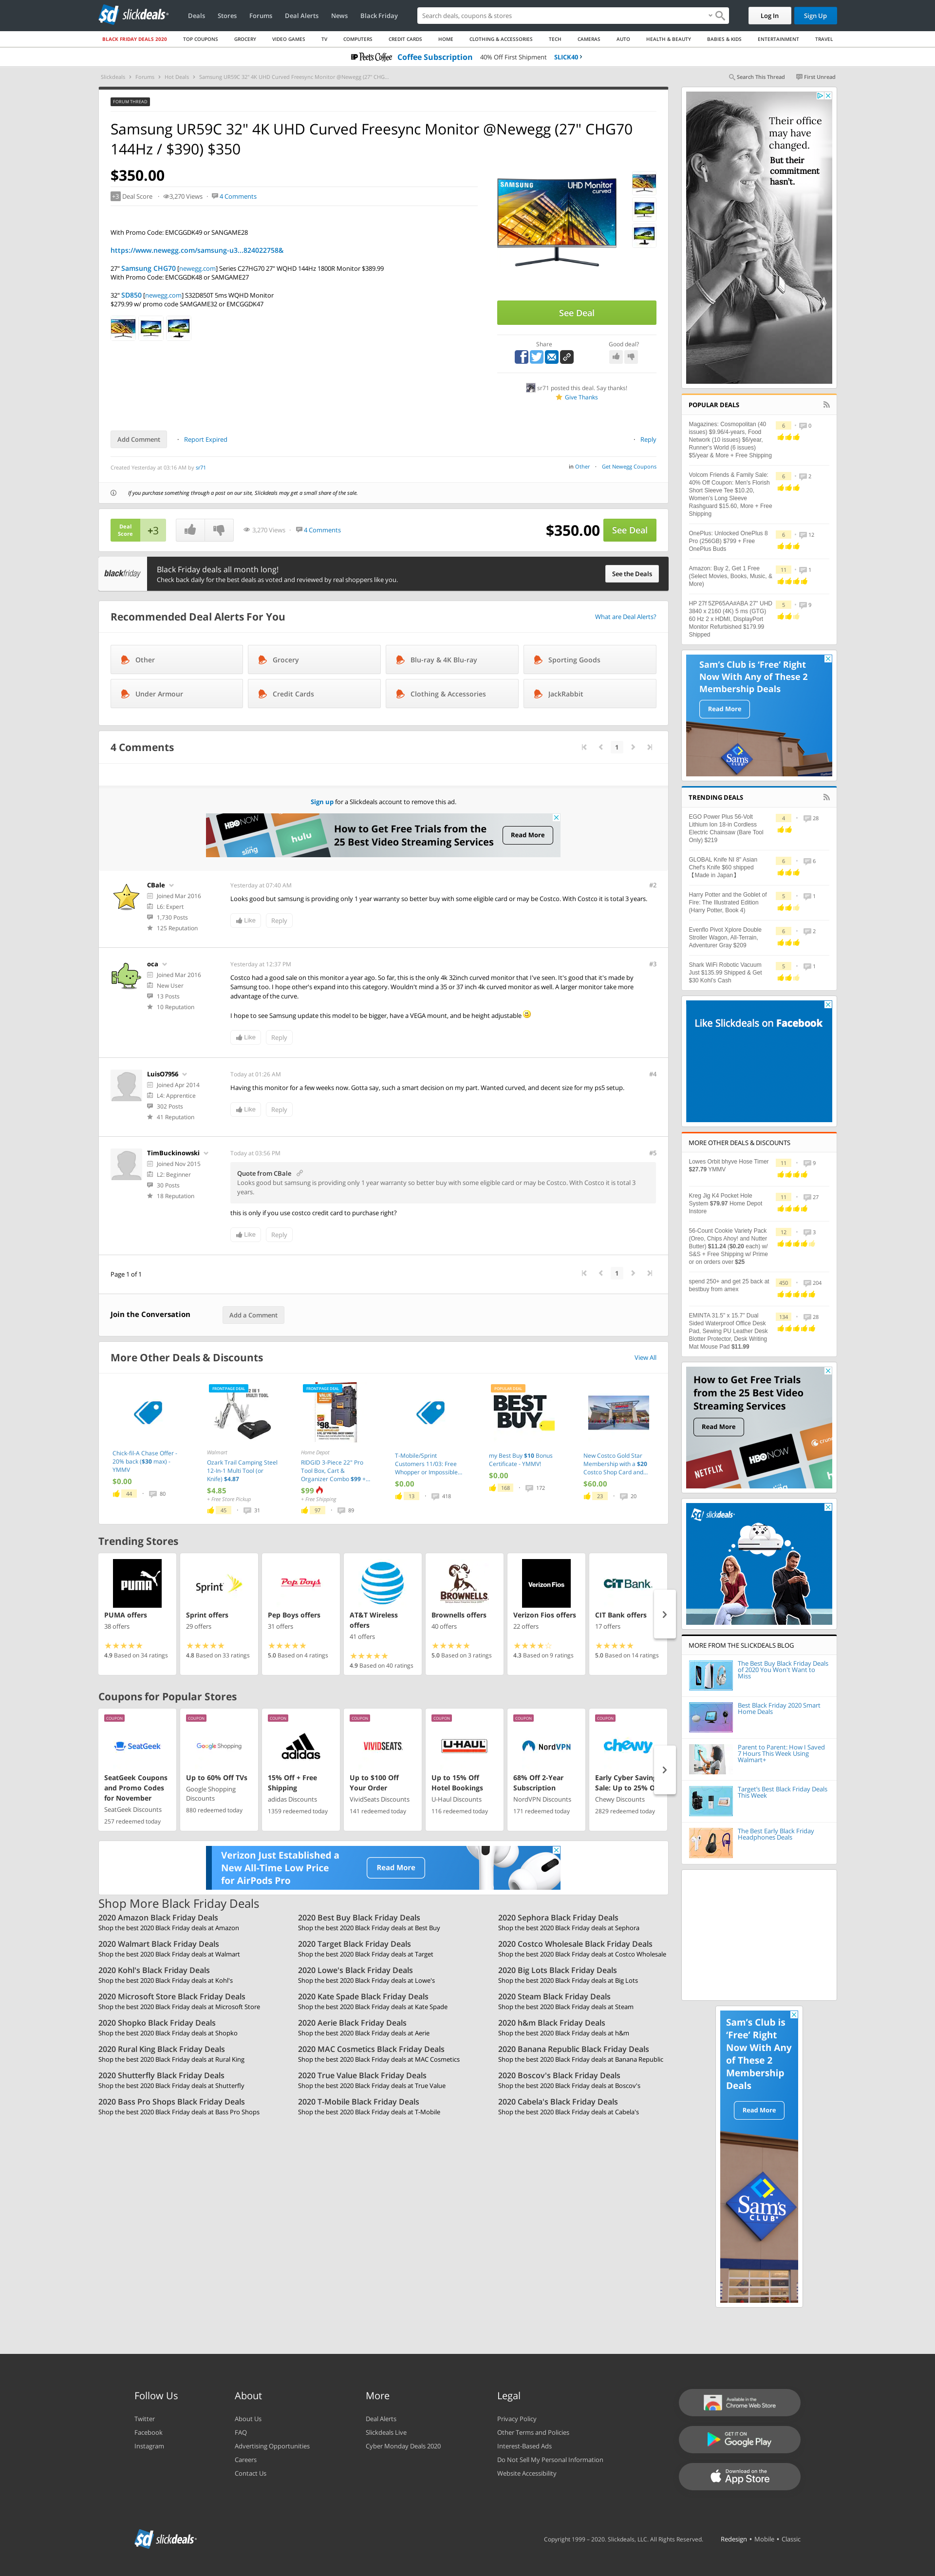 slickdeals
Deals Stores Forums Deal Alerts News Black Friday
Search deals, coupons & stores
Log In Sign Up
BLACK FRIDAY DEALS 2020 TOP COUPONS GROCERY VIDEO GAMES TV COMPUTERS CREDIT CARDS HOME CLOTHING & ACCESSORIES TECH CAMERAS AUTO HEALTH & BEAUTY BABIES & KIDS ENTERTAINMENT TRAVEL
Peet's Coffee Coffee Subscription 40% Off First Shipment SLICK40 ›
Slickdeals › Forums › Hot Deals › Samsung UR59C 32" 4K UHD Curved Freesync Monitor @Newegg (27" CHG...
Search This Thread First Unread
FORUM THREAD
Samsung UR59C 32" 4K UHD Curved Freesync Monitor @Newegg (27" CHG70
144Hz / $390) $350
$350.00
+3 Deal Score · 3,270 Views · 4 Comments
With Promo Code: EMCGGDK49 or SANGAME28
https://www.newegg.com/samsung-u3...824022758&
27" Samsung CHG70 [newegg.com] Series C27HG70 27" WQHD 144Hz 1800R Monitor $389.99
With Promo Code: EMCGGDK48 or SAMGAME27
32" SD850 [newegg.com] S32D850T 5ms WQHD Monitor
$279.99 w/ promo code SAMGAME32 or EMCGGDK47
SAMSUNG
UHD Monitor
curved
See Deal
Share Good deal?
sr71 posted this deal. Say thanks!
Give Thanks
Add Comment · Report Expired · Reply
Created Yesterday at 03:16 AM by sr71
in Other · Get Newegg Coupons
If you purchase something through a post on our site, Slickdeals may get a small share of the sale.
Deal
Score
+3
3,270 Views · 4 Comments
$350.00 See Deal
blackfriday
Black Friday deals all month long!
Check back daily for the best deals as voted and reviewed by real shoppers like you.
See the Deals
Recommended Deal Alerts For You
What are Deal Alerts?
Other Grocery Blu-ray & 4K Blu-ray Sporting Goods
Under Armour Credit Cards Clothing & Accessories JackRabbit
4 Comments
1
Sign up for a Slickdeals account to remove this ad.
HBO NOW
sling
hulu
How to Get Free Trials from the
25 Best Video Streaming Services
Read More
CBale
Joined Mar 2016
L6: Expert
1,730 Posts
125 Reputation
Yesterday at 07:40 AM
#2
Looks good but samsung is providing only 1 year warranty so better buy with some eligible card or may be Costco. With Costco it is total 3 years.
Like Reply
oca
Joined Mar 2016
New User
13 Posts
10 Reputation
Yesterday at 12:37 PM
#3
Costco had a good sale on this monitor a year ago. So far, this is the only 4k 32inch curved monitor that I've seen. It's good that it's made by
Samsung too. I hope other's expand into this category. Wouldn't mind a 35 or 37 inch 4k curved monitor as well. A larger monitor take more
advantage of the curve.
I hope to see Samsung update this model to be bigger, have a VEGA mount, and be height adjustable
Like Reply
LuisO7956
Joined Apr 2014
L4: Apprentice
302 Posts
41 Reputation
Today at 01:26 AM
#4
Having this monitor for a few weeks now. Gotta say, such a smart decision on my part. Wanted curved, and decent size for my ps5 setup.
Like Reply
TimBuckinowski
Joined Nov 2015
L2: Beginner
30 Posts
18 Reputation
Today at 03:56 PM
#5
Quote from CBale
Looks good but samsung is providing only 1 year warranty so better buy with some eligible card or may be Costco. With Costco it is total 3
years.
this is only if you use costco credit card to purchase right?
Like Reply
Page 1 of 1
1
Join the Conversation Add a Comment
More Other Deals & Discounts
View All
Chick-fil-A Chase Offer -
20% back ($30 max) -
YMMV
$0.00
44 · 80
FRONTPAGE DEAL
Walmart
Ozark Trail Camping Steel
12-In-1 Multi Tool (or
Knife) $4.87
$4.85
+ Free Store Pickup
45 · 31
FRONTPAGE DEAL
Home Depot
RIDGID 3-Piece 22" Pro
Tool Box, Cart &
Organizer Combo $99 +...
$99
+ Free Shipping
97 · 89
T-Mobile/Sprint
Customers 11/03: Free
Whopper or Impossible...
$0.00
13 · 418
POPULAR DEAL
BEST
BUY
my Best Buy $10 Bonus
Certificate - YMMV!
$0.00
168 · 172
New Costco Gold Star
Membership with a $20
Costco Shop Card and...
$60.00
23 · 20
Trending Stores
PUMA
PUMA offers
38 offers
4.9 Based on 34 ratings
Sprint
Sprint offers
29 offers
4.8 Based on 33 ratings
Pep Boys
Pep Boys offers
31 offers
5.0 Based on 4 ratings
AT&T Wireless
offers
41 offers
4.9 Based on 40 ratings
BROWNELLS
Brownells offers
40 offers
5.0 Based on 3 ratings
Verizon Fios
Verizon Fios offers
22 offers
4.3 Based on 9 ratings
CIT Bank
CIT Bank offers
17 offers
5.0 Based on 14 ratings
Coupons for Popular Stores
COUPON
SeatGeek
SeatGeek Coupons
and Promo Codes
for November
SeatGeek Discounts
257 redeemed today
COUPON
Google Shopping
Up to 60% Off TVs
Google Shopping
Discounts
880 redeemed today
COUPON
adidas
15% Off + Free
Shipping
adidas Discounts
1359 redeemed today
COUPON
VIVID SEATS
Up to $100 Off
Your Order
VividSeats Discounts
141 redeemed today
COUPON
U-HAUL
Up to 15% Off
Hotel Bookings
U-Haul Discounts
116 redeemed today
COUPON
NordVPN
68% Off 2-Year
Subscription
NordVPN Discounts
171 redeemed today
COUPON
chewy
Early Cyber Saving
Sale: Up to 25% O
Chewy Discounts
2829 redeemed today
Verizon Just Established a
New All-Time Low Price
for AirPods Pro
Read More
Shop More Black Friday Deals
2020 Amazon Black Friday Deals
Shop the best 2020 Black Friday deals at Amazon
2020 Best Buy Black Friday Deals
Shop the best 2020 Black Friday deals at Best Buy
2020 Sephora Black Friday Deals
Shop the best 2020 Black Friday deals at Sephora
2020 Walmart Black Friday Deals
Shop the best 2020 Black Friday deals at Walmart
2020 Target Black Friday Deals
Shop the best 2020 Black Friday deals at Target
2020 Costco Wholesale Black Friday Deals
Shop the best 2020 Black Friday deals at Costco Wholesale
2020 Kohl's Black Friday Deals
Shop the best 2020 Black Friday deals at Kohl's
2020 Lowe's Black Friday Deals
Shop the best 2020 Black Friday deals at Lowe's
2020 Big Lots Black Friday Deals
Shop the best 2020 Black Friday deals at Big Lots
2020 Microsoft Store Black Friday Deals
Shop the best 2020 Black Friday deals at Microsoft Store
2020 Kate Spade Black Friday Deals
Shop the best 2020 Black Friday deals at Kate Spade
2020 Steam Black Friday Deals
Shop the best 2020 Black Friday deals at Steam
2020 Shopko Black Friday Deals
Shop the best 2020 Black Friday deals at Shopko
2020 Aerie Black Friday Deals
Shop the best 2020 Black Friday deals at Aerie
2020 h&m Black Friday Deals
Shop the best 2020 Black Friday deals at h&m
2020 Rural King Black Friday Deals
Shop the best 2020 Black Friday deals at Rural King
2020 MAC Cosmetics Black Friday Deals
Shop the best 2020 Black Friday deals at MAC Cosmetics
2020 Banana Republic Black Friday Deals
Shop the best 2020 Black Friday deals at Banana Republic
2020 Shutterfly Black Friday Deals
Shop the best 2020 Black Friday deals at Shutterfly
2020 True Value Black Friday Deals
Shop the best 2020 Black Friday deals at True Value
2020 Boscov's Black Friday Deals
Shop the best 2020 Black Friday deals at Boscov's
2020 Bass Pro Shops Black Friday Deals
Shop the best 2020 Black Friday deals at Bass Pro Shops
2020 T-Mobile Black Friday Deals
Shop the best 2020 Black Friday deals at T-Mobile
2020 Cabela's Black Friday Deals
Shop the best 2020 Black Friday deals at Cabela's
Their office
may have
changed.
But their
commitment
hasn't.
POPULAR DEALS
Magazines: Cosmopolitan (40
issues) $9.96/4-years, Food
Network (10 issues) $6/year,
Runner's World (6 issues)
$5/year & More + Free Shipping
6 · 0
Volcom Friends & Family Sale:
40% Off Coupon: Men's Florish
Short Sleeve Tee $10.20,
Women's Long Sleeve
Rashguard $15.60, More + Free
Shipping
6 · 2
OnePlus: Unlocked OnePlus 8
Pro (256GB) $799 + Free
OnePlus Buds
6 · 12
Amazon: Buy 2, Get 1 Free
(Select Movies, Books, Music, &
More)
11 · 1
HP 27f 5ZP65AA#ABA 27" UHD
3840 x 2160 (4K) 5 ms (GTG)
60 Hz 2 x HDMI, DisplayPort
Monitor Refurbished $179.99
Shipped
5 · 9
Sam's Club is 'Free' Right
Now With Any of These 2
Membership Deals
Read More
Sam's
CLUB
TRENDING DEALS
EGO Power Plus 56-Volt
Lithium Ion 18-in Cordless
Electric Chainsaw (Bare Tool
Only) $219
4 · 28
GLOBAL Knife NI 8" Asian
Chef's Knife $60 shipped
【Made in Japan】
6 · 6
Harry Potter and the Goblet of
Fire: The Illustrated Edition
(Harry Potter, Book 4)
5 · 1
Evenflo Pivot Xplore Double
Stroller Wagon, All-Terrain,
Adventurer Gray $209
6 · 2
Shark WiFi Robotic Vacuum
Just $135.99 Shipped & Get
$30 Kohl's Cash
5 · 1
Like Slickdeals on Facebook
MORE OTHER DEALS & DISCOUNTS
Lowes Orbit bhyve Hose Timer
$27.79 YMMV
11 · 9
Kreg Jig K4 Pocket Hole
System $79.97 Home Depot
Instore
11 · 27
56-Count Cookie Variety Pack
(Oreo, Chips Ahoy! and Nutter
Butter) $11.24 ($0.20 each) w/
S&S + Free Shipping w/ Prime
or on orders over $25
12 · 3
spend 250+ and get 25 back at
bestbuy from amex
450 · 204
EMINTA 31.5" x 15.7" Dual
Sided Waterproof Office Desk
Pad, Sewing PU Leather Desk
Blotter Protector, Desk Writing
Mat Mouse Pad $11.99
134 · 28
How to Get Free Trials
from the 25 Best Video
Streaming Services
Read More
NETFLIX
HBO NOW
slickdeals
MORE FROM THE SLICKDEALS BLOG
The Best Buy Black Friday Deals
of 2020 You Won't Want to
Miss
Best Black Friday 2020 Smart
Home Deals
Parent to Parent: How I Saved
7 Hours This Week Using
Walmart+
Target's Best Black Friday Deals
This Week
The Best Early Black Friday
Headphones Deals
Sam's Club is
'Free' Right
Now With Any
of These 2
Membership
Deals
Read More
Sam's
CLUB
Follow Us
Twitter
Facebook
Instagram
About
About Us
FAQ
Advertising Opportunities
Careers
Contact Us
More
Deal Alerts
Slickdeals Live
Cyber Monday Deals 2020
Legal
Privacy Policy
Other Terms and Policies
Interest-Based Ads
Do Not Sell My Personal Information
Website Accessibility
Available in the
Chrome Web Store
GET IT ON
Google Play
Download on the
App Store
slickdeals
Copyright 1999 – 2020. Slickdeals, LLC. All Rights Reserved. Redesign • Mobile • Classic